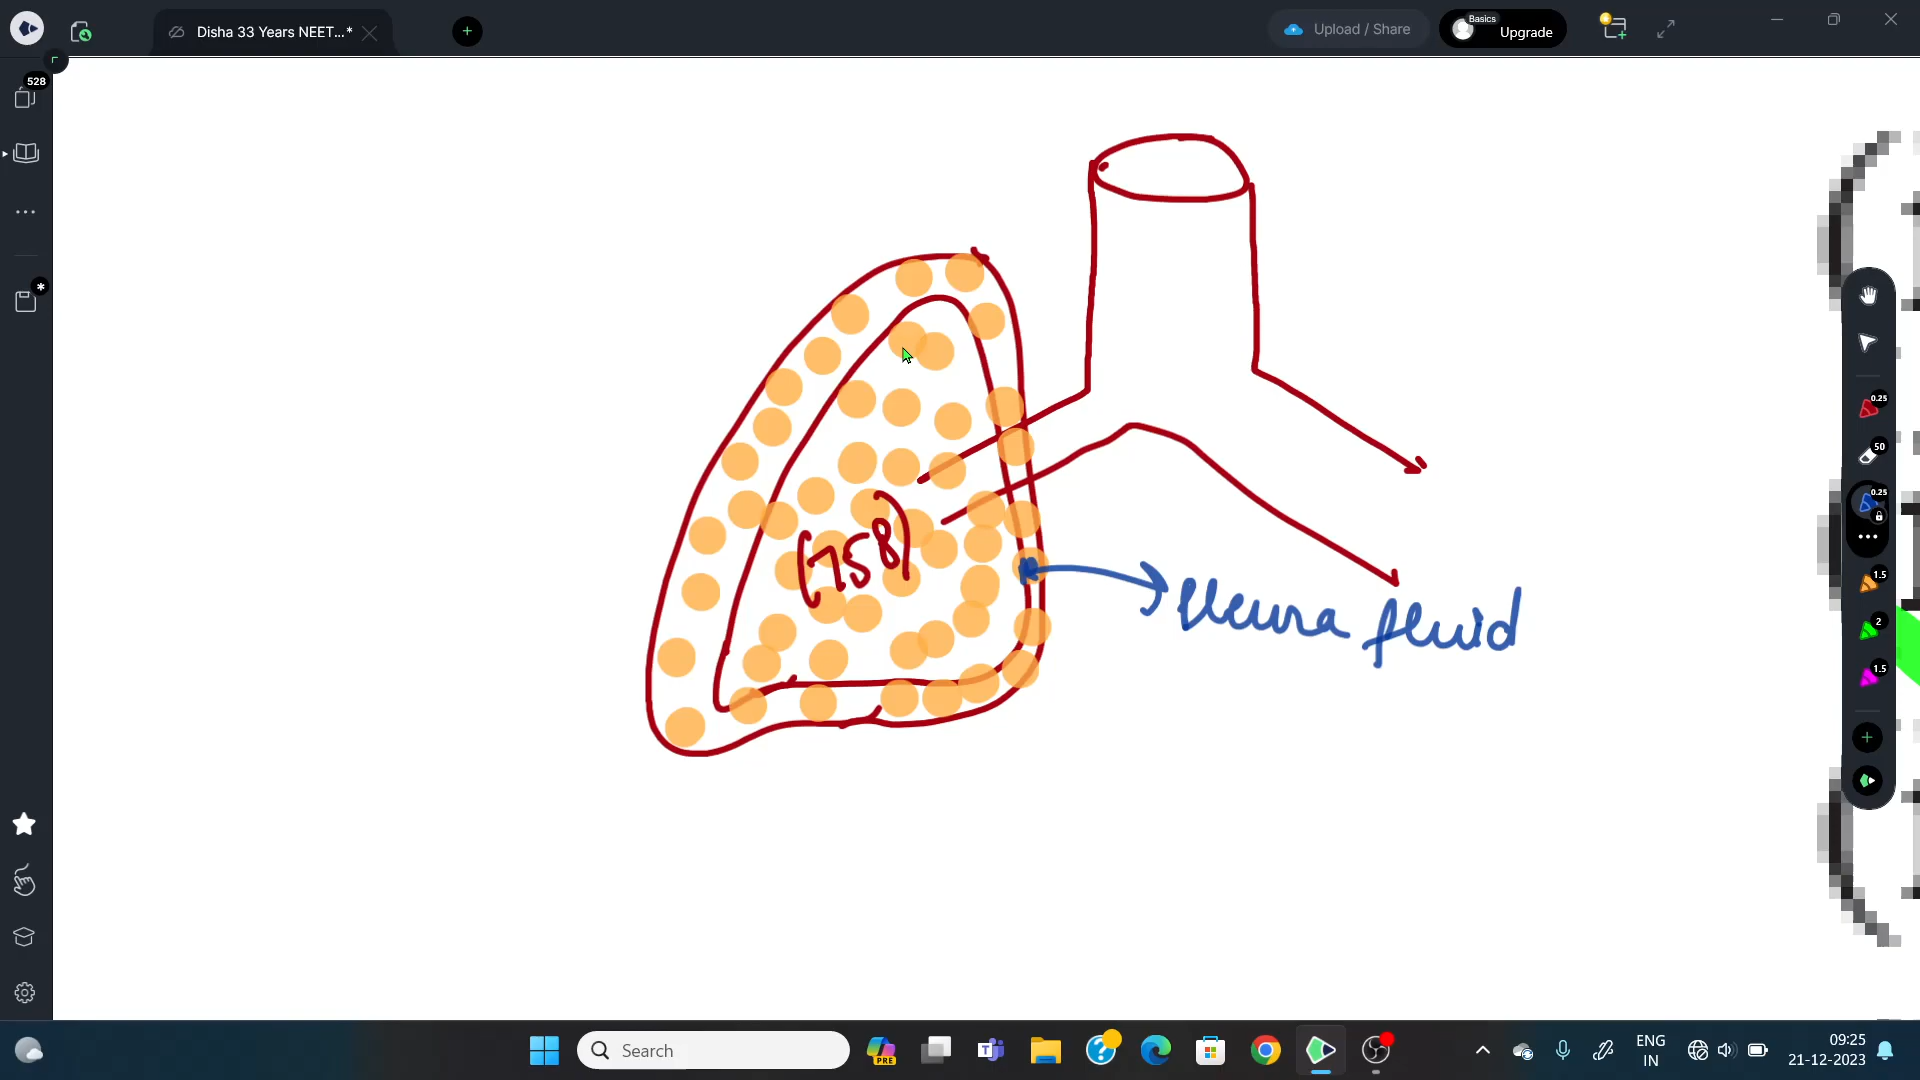 Disha 33 Years NEET...*
Upload / Share
Basics
Upgrade
528
0.25
50
0.25
1.5
2
1.5
(758)
Pleura fluid
Search
PRE
ENG
IN
09:25
21-12-2023